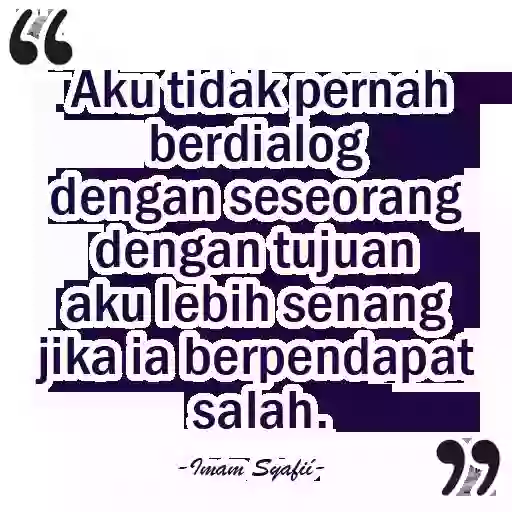 “
Aku tidak pernah
berdialog
dengan seseorang
dengan tujuan
aku lebih senang
jika ia berpendapat
salah.
-Imam Syafii-
”